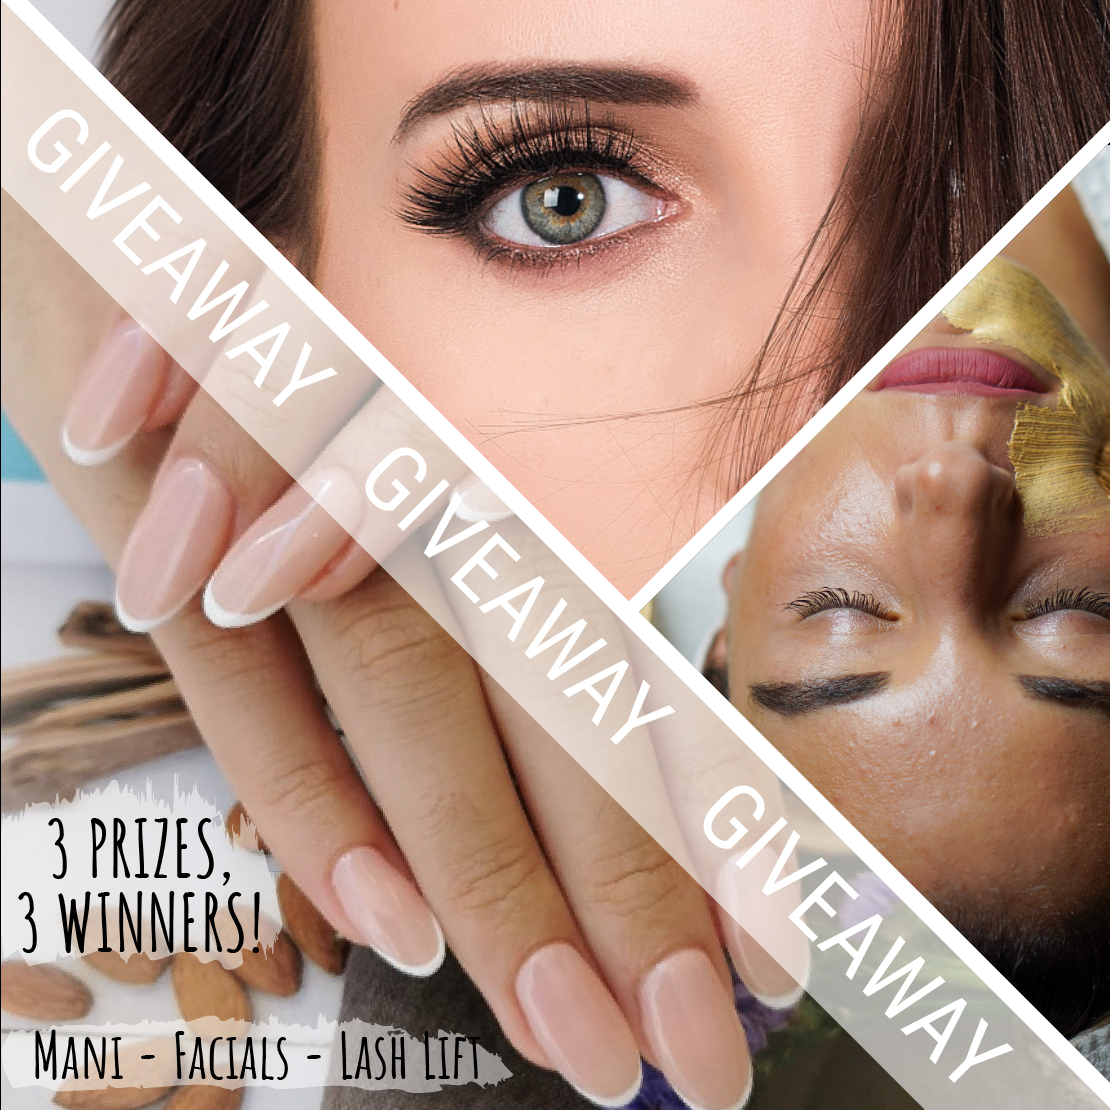 GIVEAWAY GIVEAWAY GIVEAWAY
3 PRIZES,
3 WINNERS!
MANI - FACIALS - LASH LIFT